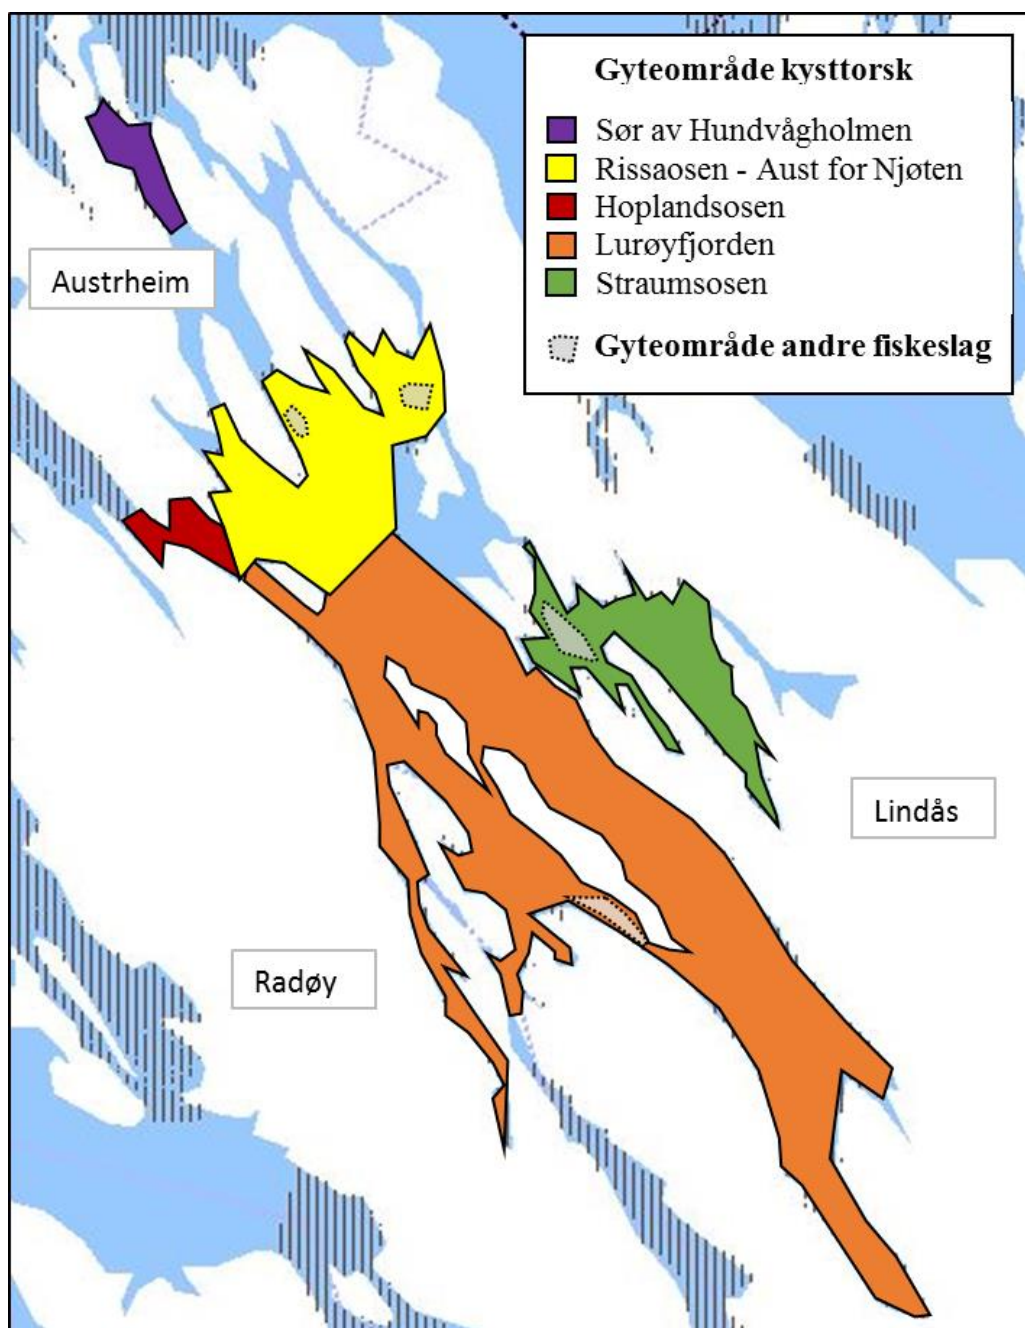 Gyteområde kysttorsk
Sør av Hundvågholmen
Rissaosen - Aust for Njøten
Hoplandsosen
Lurøyfjorden
Straumsosen
Gyteområde andre fiskeslag
Austrheim
Lindås
Radøy